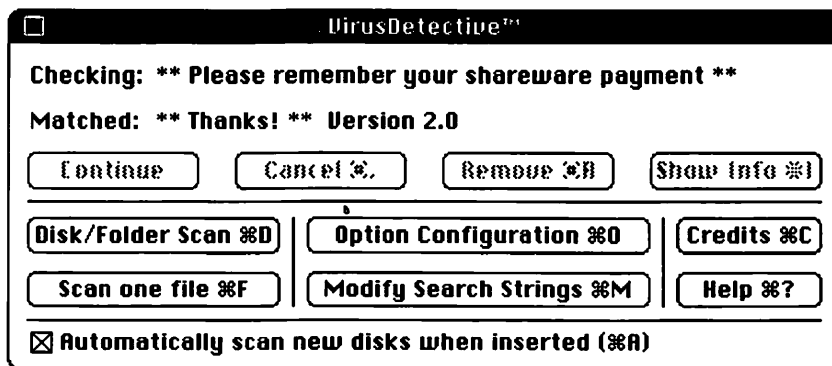 VirusDetective™
Checking: ** Please remember your shareware payment **
Matched: ** Thanks! ** Version 2.0
Continue Cancel ⌘. Remove ⌘R Show Info ⌘I
Disk/Folder Scan ⌘D Option Configuration ⌘O Credits ⌘C
Scan one file ⌘F Modify Search Strings ⌘M Help ⌘?
Automatically scan new disks when inserted (⌘A)